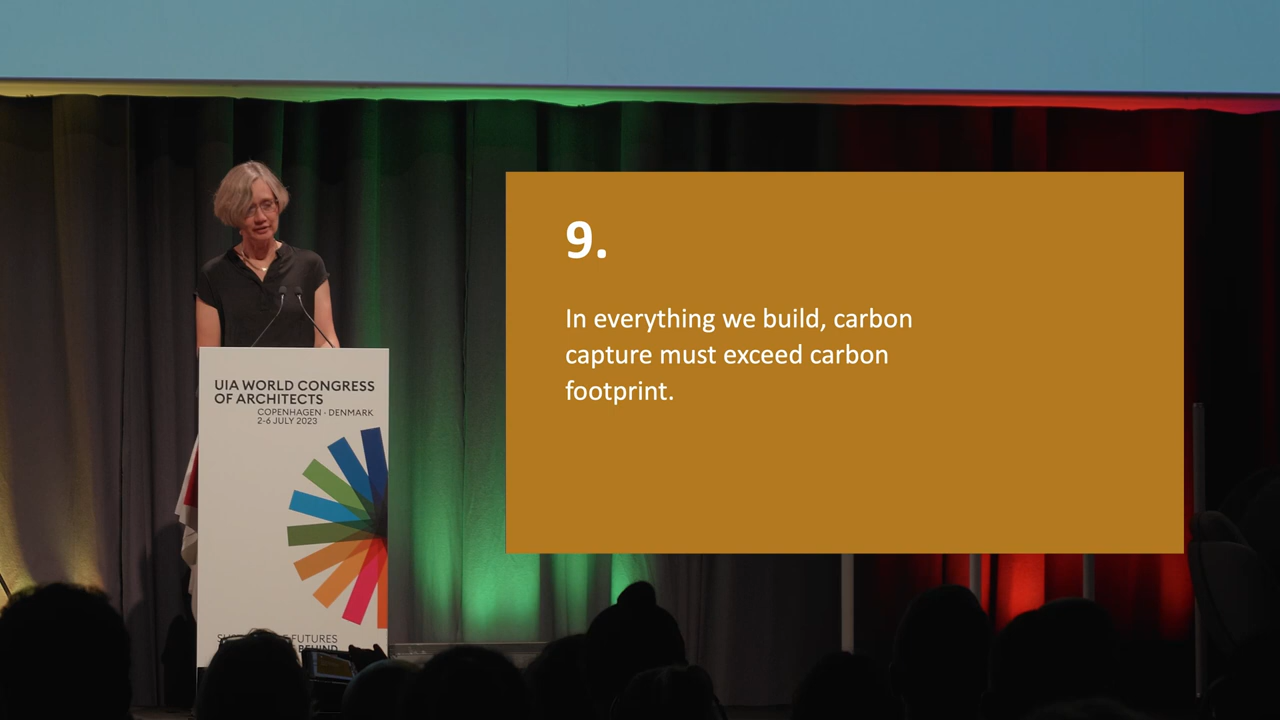 UIA WORLD CONGRESS
OF ARCHITECTS
COPENHAGEN - DENMARK
2-6 JULY 2023
FUTURES
BEHIND
9.
In everything we build, carbon
capture must exceed carbon
footprint.